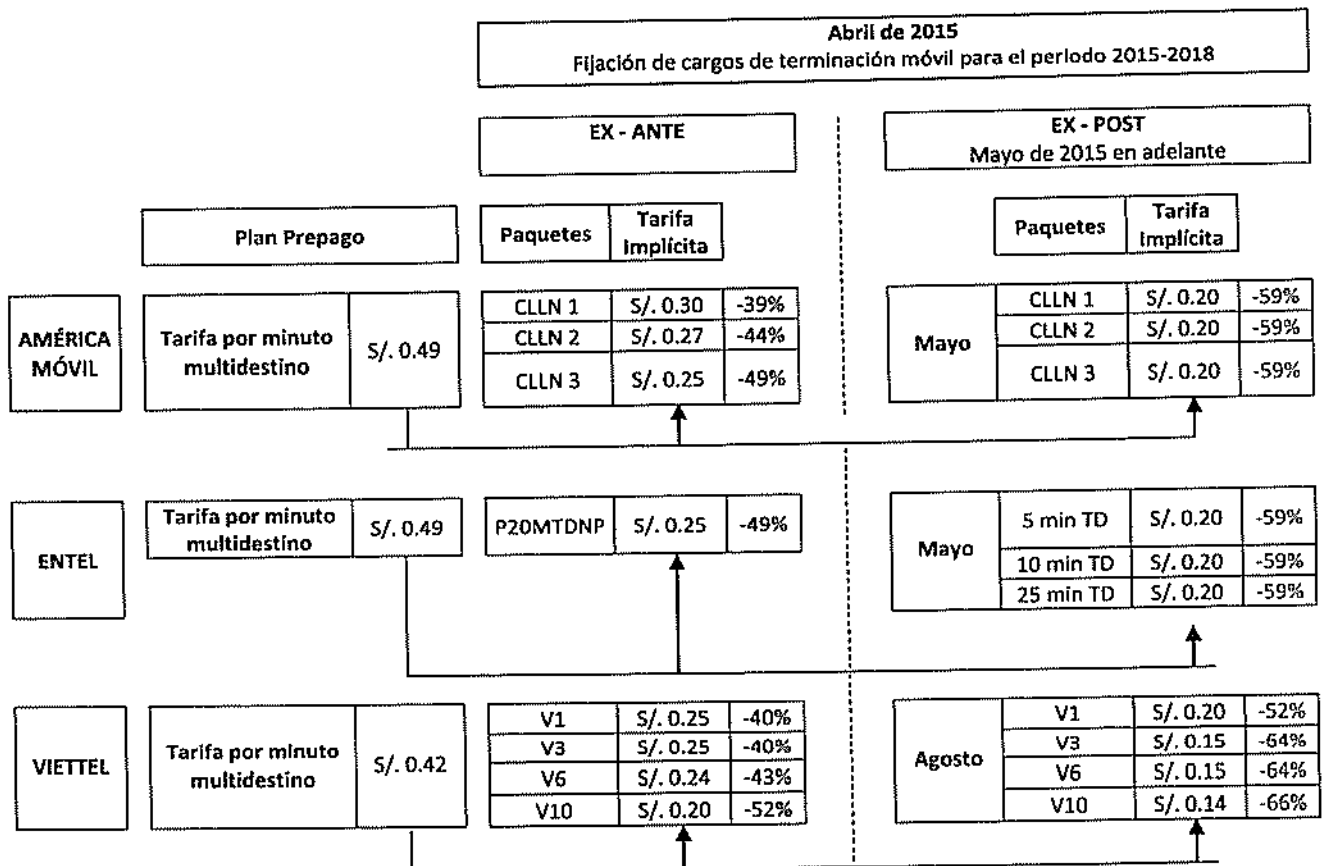 Abril de 2015
Fijación de cargos de terminación móvil para el periodo 2015-2018
EX - ANTE
EX - POST
Mayo de 2015 en adelante
Plan Prepago
Paquetes
Tarifa
Implícita
Paquetes
Tarifa
Implícita
AMÉRICA
MÓVIL
Tarifa por minuto
multidestino
S/. 0.49
CLLN 1 S/. 0.30 -39%
CLLN 2 S/. 0.27 -44%
CLLN 3 S/. 0.25 -49%
Mayo
CLLN 1 S/. 0.20 -59%
CLLN 2 S/. 0.20 -59%
CLLN 3 S/. 0.20 -59%
ENTEL
Tarifa por minuto
multidestino
S/. 0.49
P20MTDNP S/. 0.25 -49%
Mayo
5 min TD S/. 0.20 -59%
10 min TD S/. 0.20 -59%
25 min TD S/. 0.20 -59%
VIETTEL
Tarifa por minuto
multidestino
S/. 0.42
V1 S/. 0.25 -40%
V3 S/. 0.25 -40%
V6 S/. 0.24 -43%
V10 S/. 0.20 -52%
Agosto
V1 S/. 0.20 -52%
V3 S/. 0.15 -64%
V6 S/. 0.15 -64%
V10 S/. 0.14 -66%